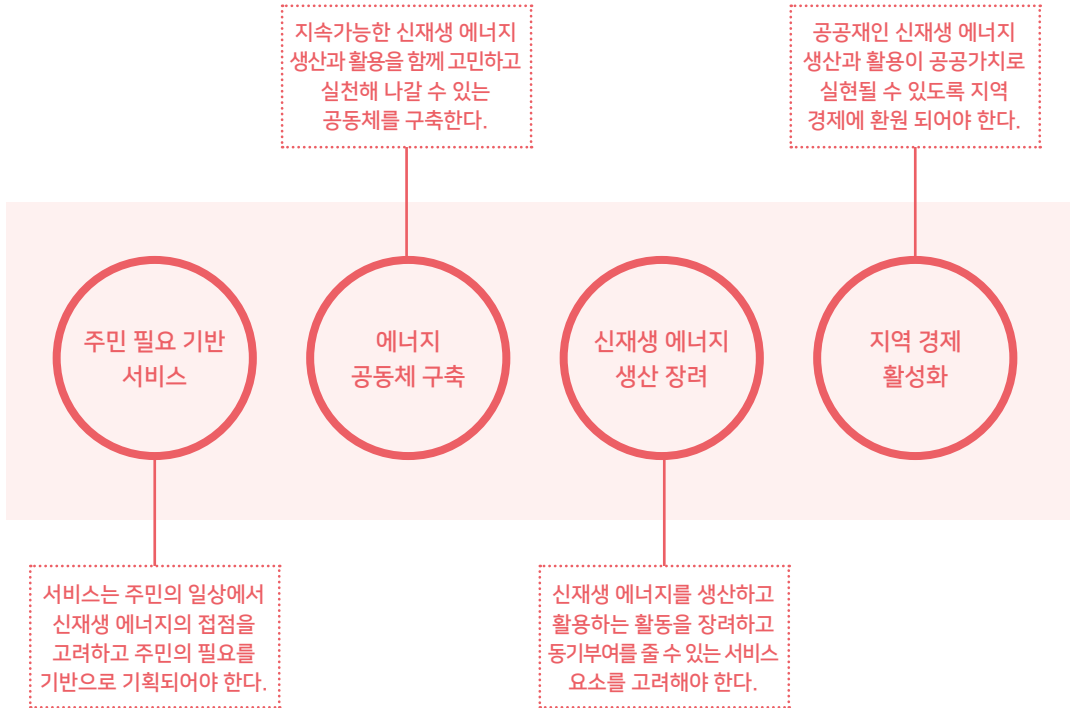 지속가능한 신재생 에너지
생산과 활용을 함께 고민하고
실천해 나갈 수 있는
공동체를 구축한다.
공공재인 신재생 에너지
생산과 활용이 공공가치로
실현될 수 있도록 지역
경제에 환원 되어야 한다.
주민 필요 기반
서비스
에너지
공동체 구축
신재생 에너지
생산 장려
지역 경제
활성화
서비스는 주민의 일상에서
신재생 에너지의 접점을
고려하고 주민의 필요를
기반으로 기획되어야 한다.
신재생 에너지를 생산하고
활용하는 활동을 장려하고
동기부여를 줄 수 있는 서비스
요소를 고려해야 한다.